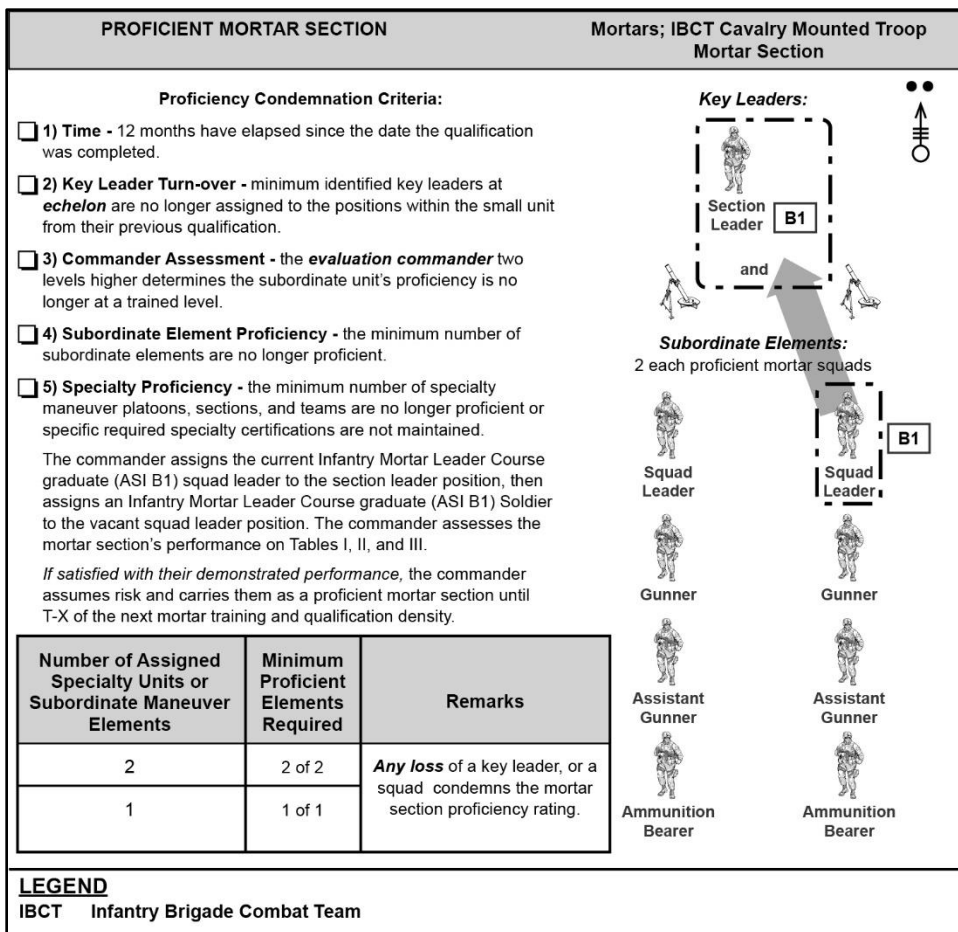 PROFICIENT MORTAR SECTION
Mortars; IBCT Cavalry Mounted Troop
Mortar Section
Proficiency Condemnation Criteria:
1) Time - 12 months have elapsed since the date the qualification
was completed.
2) Key Leader Turn-over - minimum identified key leaders at
echelon are no longer assigned to the positions within the small unit
from their previous qualification.
3) Commander Assessment - the evaluation commander two
levels higher determines the subordinate unit's proficiency is no
longer at a trained level.
4) Subordinate Element Proficiency - the minimum number of
subordinate elements are no longer proficient.
5) Specialty Proficiency - the minimum number of specialty
maneuver platoons, sections, and teams are no longer proficient or
specific required specialty certifications are not maintained.
The commander assigns the current Infantry Mortar Leader Course
graduate (ASI B1) squad leader to the section leader position, then
assigns an Infantry Mortar Leader Course graduate (ASI B1) Soldier
to the vacant squad leader position. The commander assesses the
mortar section's performance on Tables I, II, and III.
If satisfied with their demonstrated performance, the commander
assumes risk and carries them as a proficient mortar section until
T-X of the next mortar training and qualification density.
Number of Assigned
Specialty Units or
Subordinate Maneuver
Elements
Minimum
Proficient
Elements
Required
Remarks
2
2 of 2
1
1 of 1
Any loss of a key leader, or a
squad condemns the mortar
section proficiency rating.
Key Leaders:
Section
Leader
B1
and
Subordinate Elements:
2 each proficient mortar squads
Squad
Leader
Squad
Leader
B1
Gunner
Gunner
Assistant
Gunner
Assistant
Gunner
Ammunition
Bearer
Ammunition
Bearer
LEGEND
IBCT Infantry Brigade Combat Team